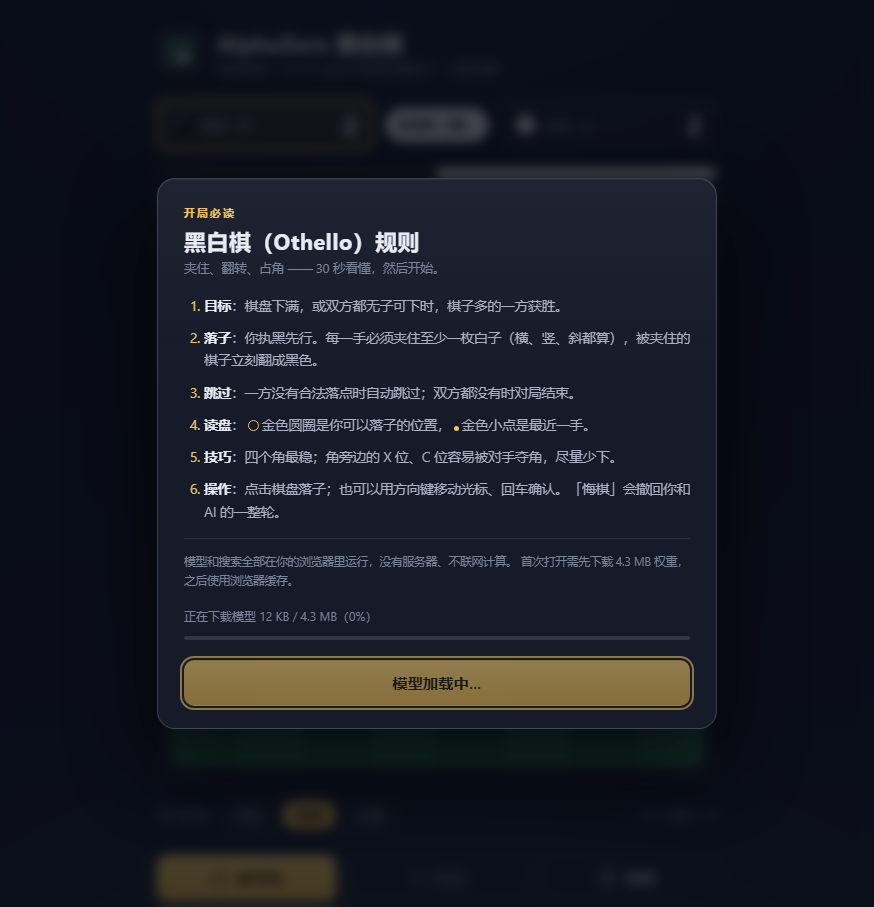 开局必读
黑白棋（Othello）规则
夹住、翻转、占角 —— 30 秒看懂，然后开始。
1. 目标：棋盘下满，或双方都无子可下时，棋子多的一方获胜。
2. 落子：你执黑先行。每一手必须夹住至少一枚白子（横、竖、斜都算），被夹住的
棋子立刻翻成黑色。
3. 跳过：一方没有合法落点时自动跳过；双方都没有时对局结束。
4. 读盘：金色圆圈是你可以落子的位置，金色小点是最近一手。
5. 技巧：四个角最稳；角旁边的 X 位、C 位容易被对手夺角，尽量少下。
6. 操作：点击棋盘落子；也可以用方向键移动光标、回车确认。「悔棋」会撤回你和
AI 的一整轮。
模型和搜索全部在你的浏览器里运行，没有服务器、不联网计算。 首次打开需先下载 4.3 MB 权重，
之后使用浏览器缓存。
正在下载模型 12 KB / 4.3 MB（0%）
模型加载中...